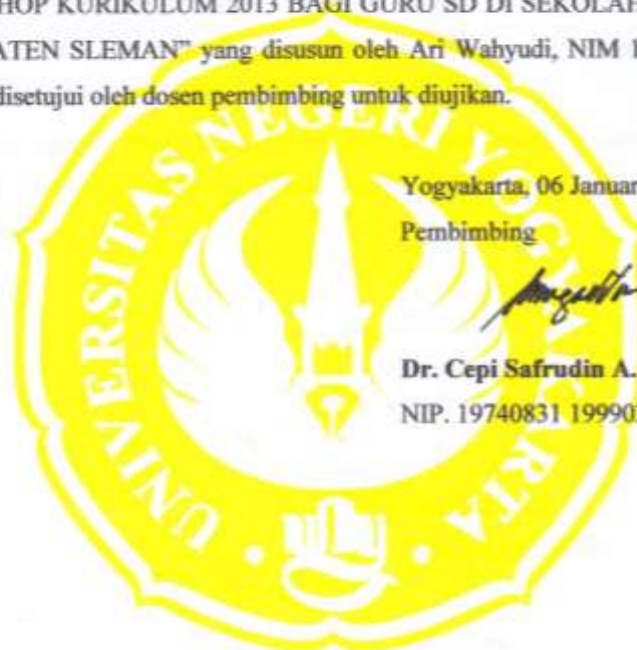 HOP KURIKULUM 2013 BAGI GURU SD DI SEKOLAH
ATEN SLEMAN” yang disusun oleh Ari Wahyudi, NIM
disetujui oleh dosen pembimbing untuk diujikan.
Yogyakarta, 06 Januar
Pembimbing
Dr. Cepi Safrudin A.
NIP. 19740831 19990
UNIVERSITAS NEGERI YOGYAKARTA